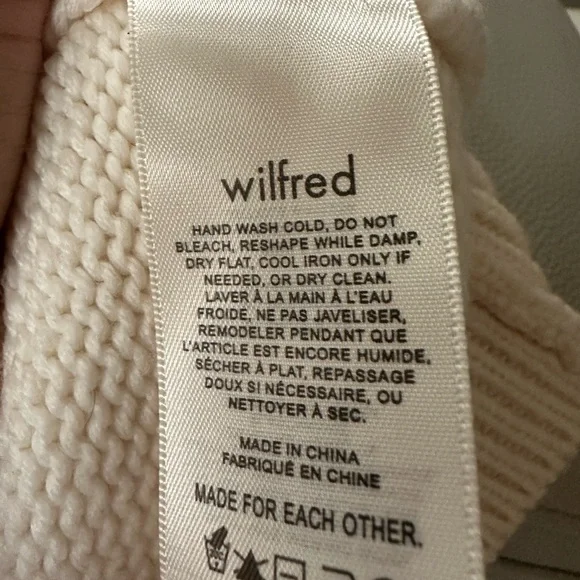 wilfred
HAND WASH COLD, DO NOT
BLEACH, RESHAPE WHILE DAMP,
DRY FLAT, COOL IRON ONLY IF
NEEDED, OR DRY CLEAN.
LAVER À LA MAIN À L'EAU
FROIDE, NE PAS JAVELISER,
REMODELER PENDANT QUE
L'ARTICLE EST ENCORE HUMIDE,
SÉCHER À PLAT, REPASSAGE
DOUX SI NÉCESSAIRE, OU
NETTOYER À SEC.
MADE IN CHINA
FABRIQUÉ EN CHINE
MADE FOR EACH OTHER.